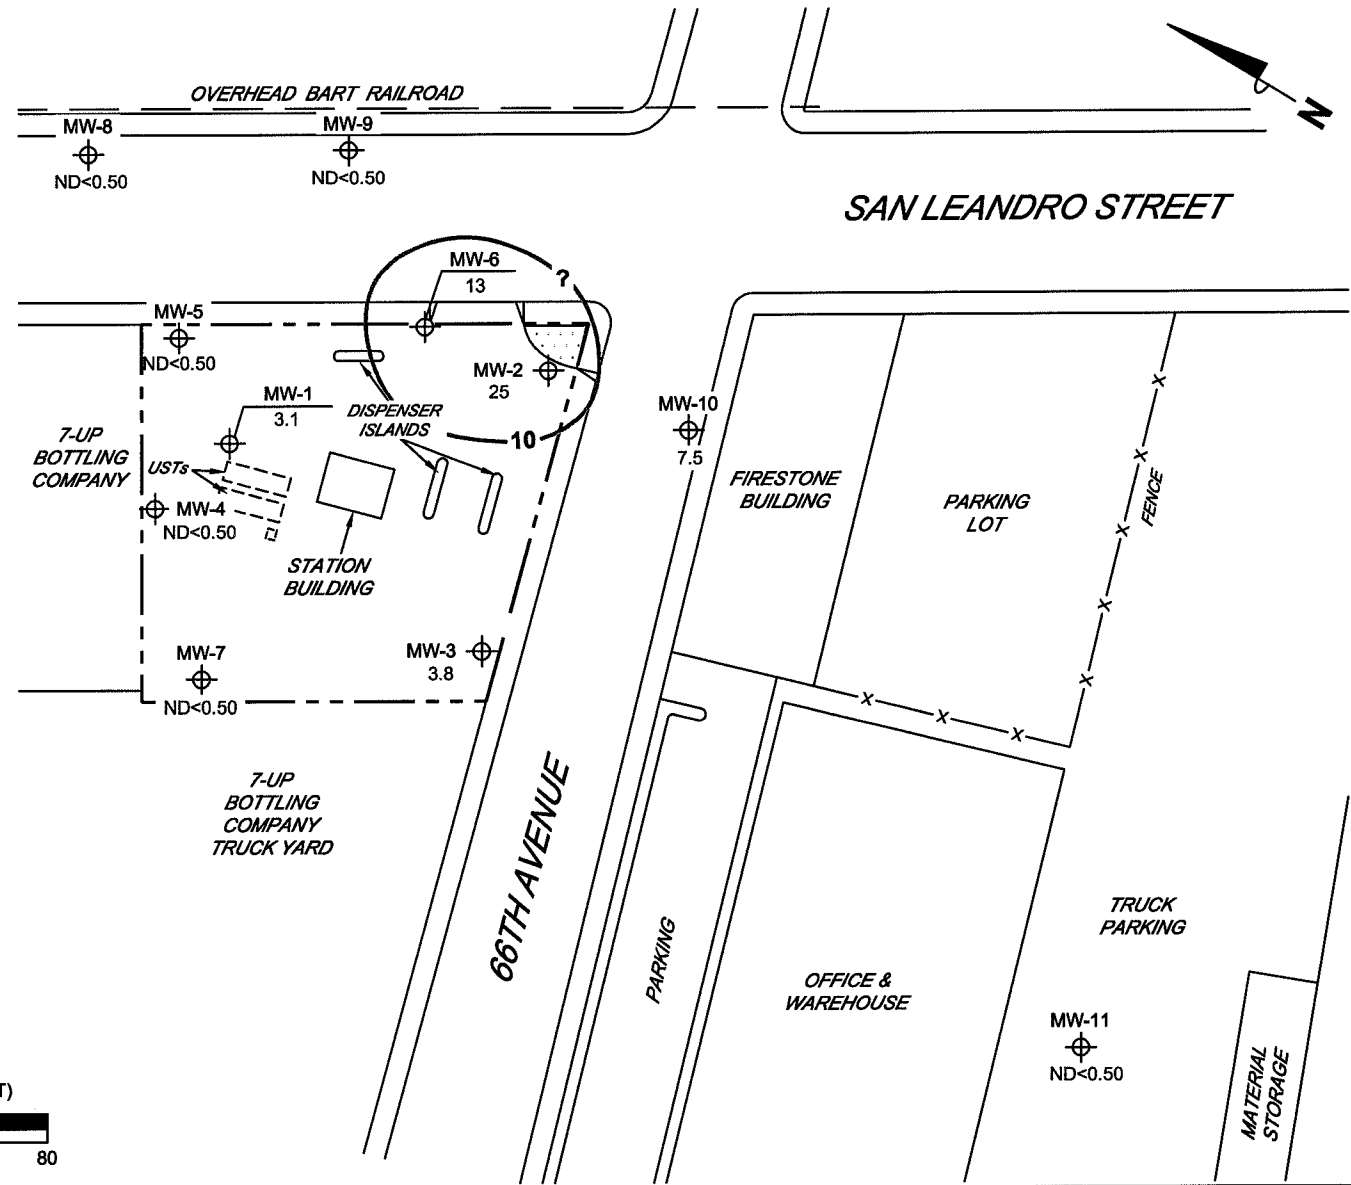 OVERHEAD BART RAILROAD
MW-8
ND<0.50
MW-9
ND<0.50
N
SAN LEANDRO STREET
MW-6
13
?
MW-5
ND<0.50
MW-2
25
MW-1
3.1
DISPENSER
ISLANDS
10
MW-10
7.5
7-UP
BOTTLING
COMPANY
USTs
MW-4
ND<0.50
STATION
BUILDING
FIRESTONE
BUILDING
PARKING
LOT
X
X
X
X
X
FENCE
MW-7
ND<0.50
MW-3
3.8
X
X
X
7-UP
BOTTLING
COMPANY
TRUCK YARD
66TH AVENUE
PARKING
OFFICE &
WAREHOUSE
TRUCK
PARKING
MW-11
ND<0.50
MATERIAL
STORAGE
T)
80